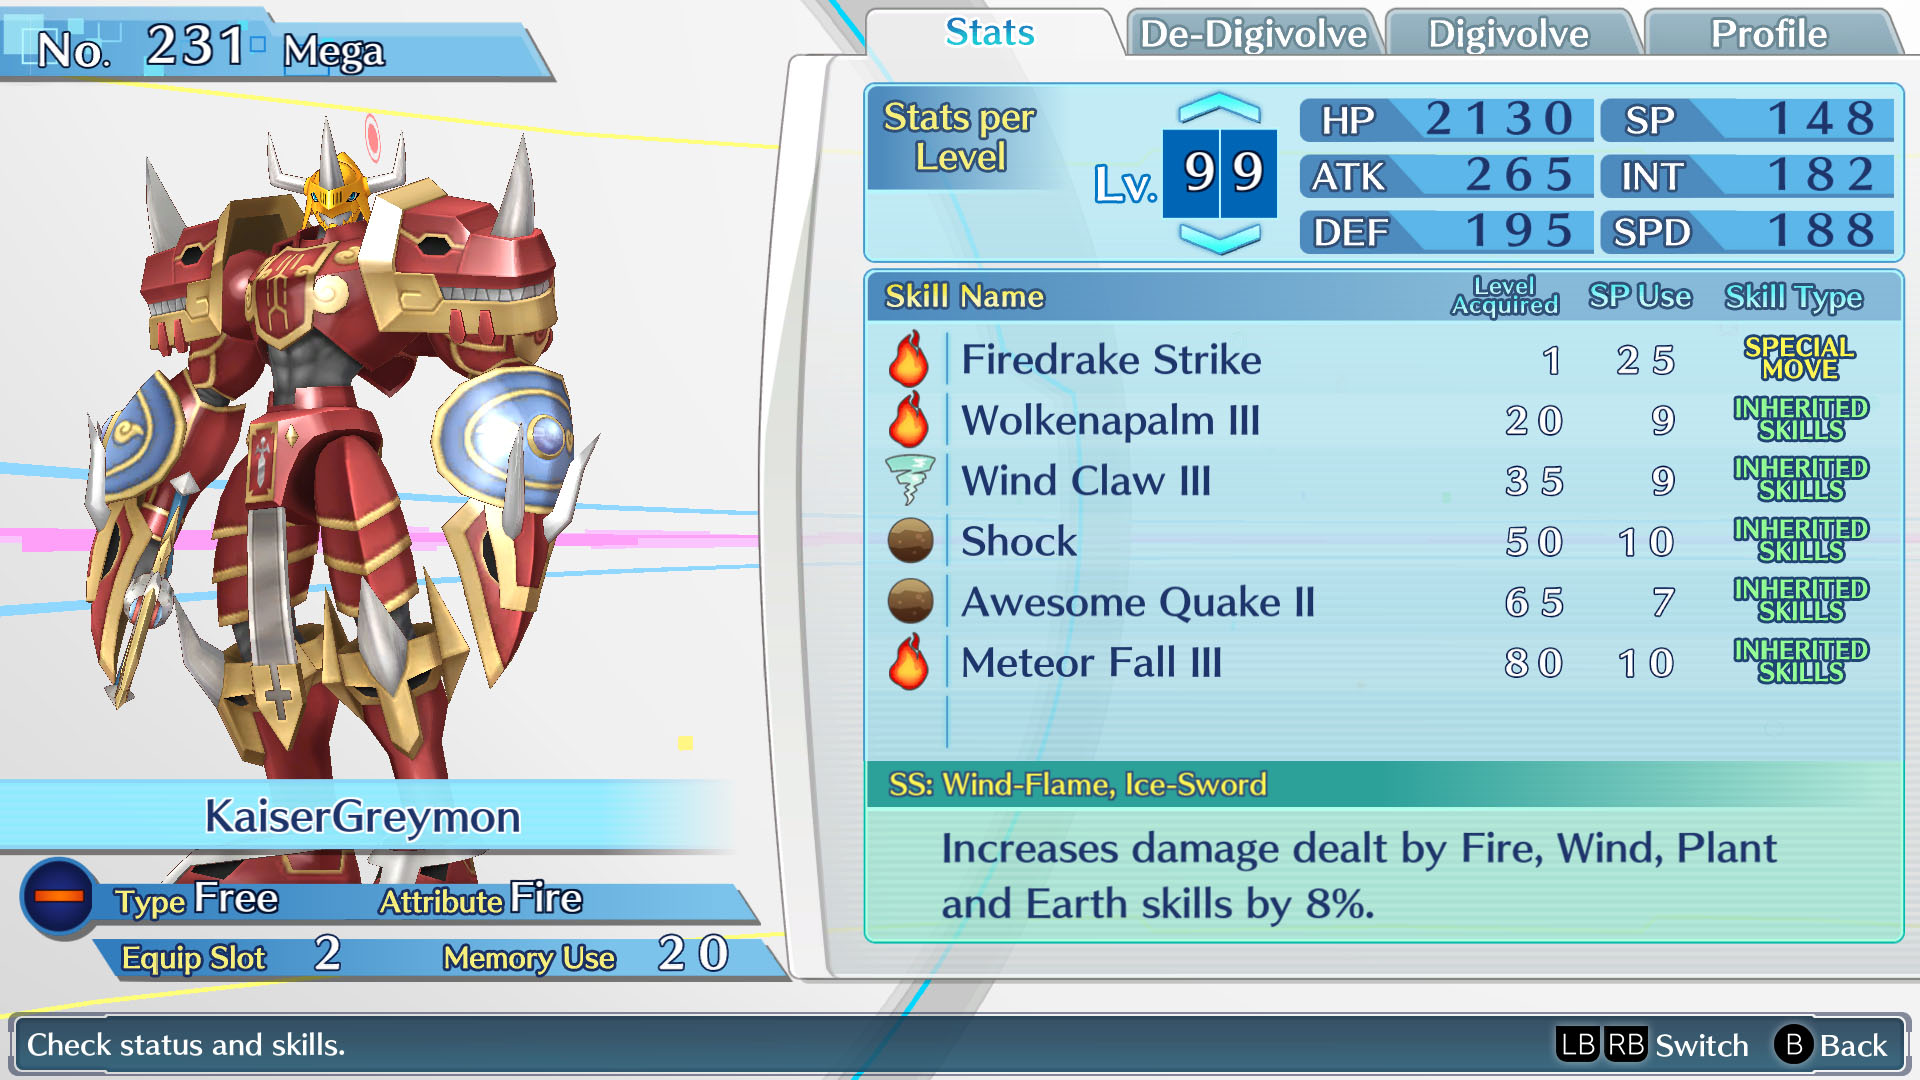 No. 231 Mega
Stats
De-Digivolve
Digivolve
Profile
Stats per
Level
Lv. 99
HP 2130
SP 148
ATK 265
INT 182
DEF 195
SPD 188
Skill Name
Level
Acquired
SP Use
Skill Type
Firedrake Strike 1 25 SPECIAL
MOVE
Wolkenapalm III 20 9 INHERITED
SKILLS
Wind Claw III 35 9 INHERITED
SKILLS
Shock 50 10 INHERITED
SKILLS
Awesome Quake II 65 7 INHERITED
SKILLS
Meteor Fall III 80 10 INHERITED
SKILLS
SS: Wind-Flame, Ice-Sword
Increases damage dealt by Fire, Wind, Plant
and Earth skills by 8%.
KaiserGreymon
Type Free Attribute Fire
Equip Slot 2 Memory Use 20
Check status and skills.
LB RB Switch B Back